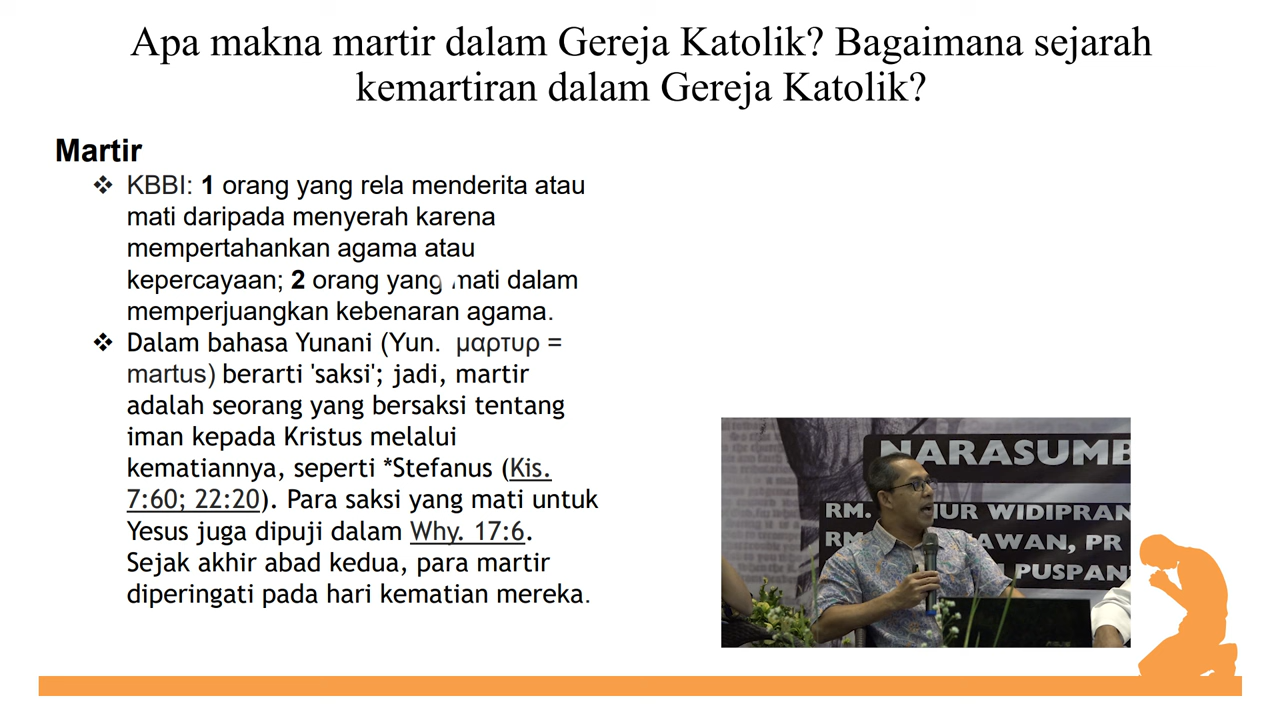 Apa makna martir dalam Gereja Katolik? Bagaimana sejarah
kemartiran dalam Gereja Katolik?
Martir
❖ KBBI: 1 orang yang rela menderita atau
mati daripada menyerah karena
mempertahankan agama atau
kepercayaan; 2 orang yang mati dalam
memperjuangkan kebenaran agama.
❖ Dalam bahasa Yunani (Yun. μαρτυρ =
martus) berarti 'saksi'; jadi, martir
adalah seorang yang bersaksi tentang
iman kepada Kristus melalui
kematiannya, seperti *Stefanus (Kis.
7:60; 22:20). Para saksi yang mati untuk
Yesus juga dipuji dalam Why. 17:6.
Sejak akhir abad kedua, para martir
diperingati pada hari kematian mereka.
NARASUMB
RM. NUR WIDIPRAN
RM AWAN, PR
PUSPAN